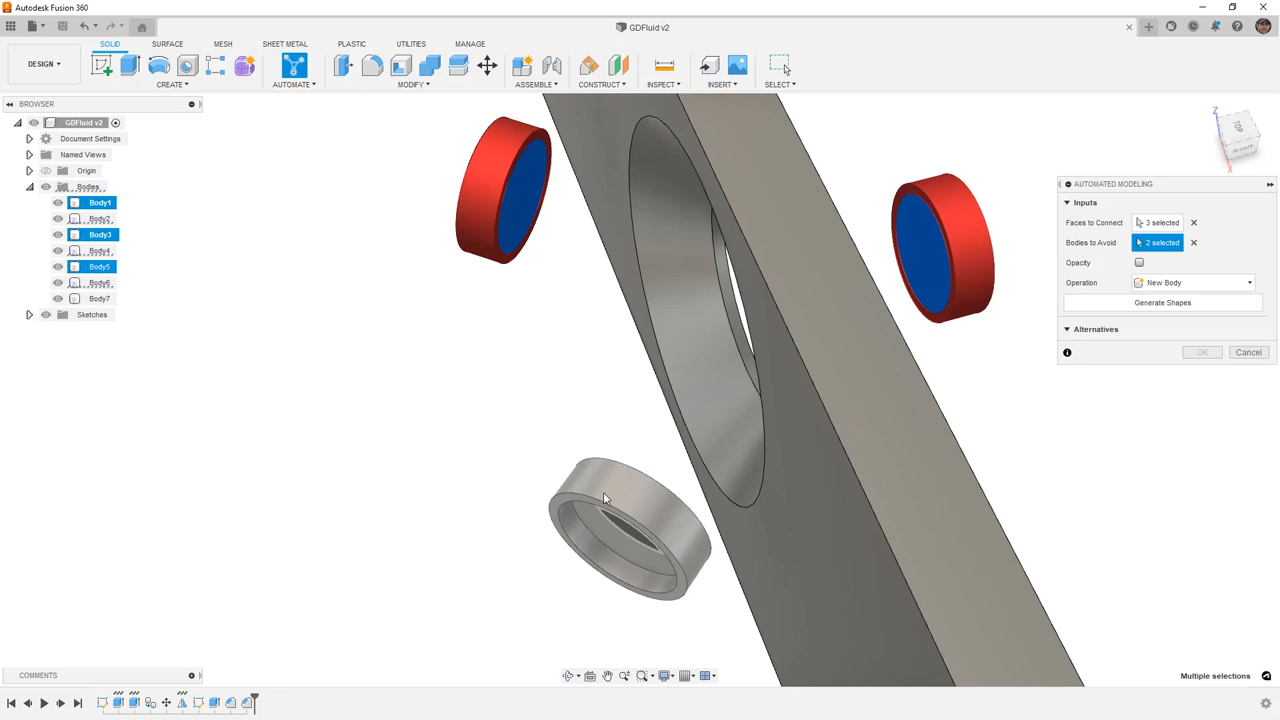 Autodesk Fusion 360
GDFluid v2
DESIGN
SOLID SURFACE MESH SHEET METAL PLASTIC UTILITIES MANAGE
CREATE AUTOMATE MODIFY ASSEMBLE CONSTRUCT INSPECT INSERT SELECT
BROWSER
GDFluid v2
Document Settings
Named Views
Origin
Bodies
Body1
Body2
Body3
Body4
Body5
Body6
Body7
Sketches
Z
TOP
X
AUTOMATED MODELING
Inputs
Faces to Connect 3 selected
Bodies to Avoid 2 selected
Opacity
Operation New Body
Generate Shapes
Alternatives
OK Cancel
COMMENTS
Multiple selections